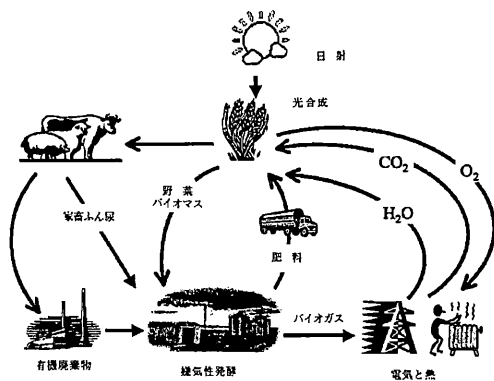 日射
光合成
CO₂
O₂
野菜
バイオマス
H₂O
家畜ふん尿
肥料
バイオガス
有機廃棄物
嫌気性発酵
電気と熱